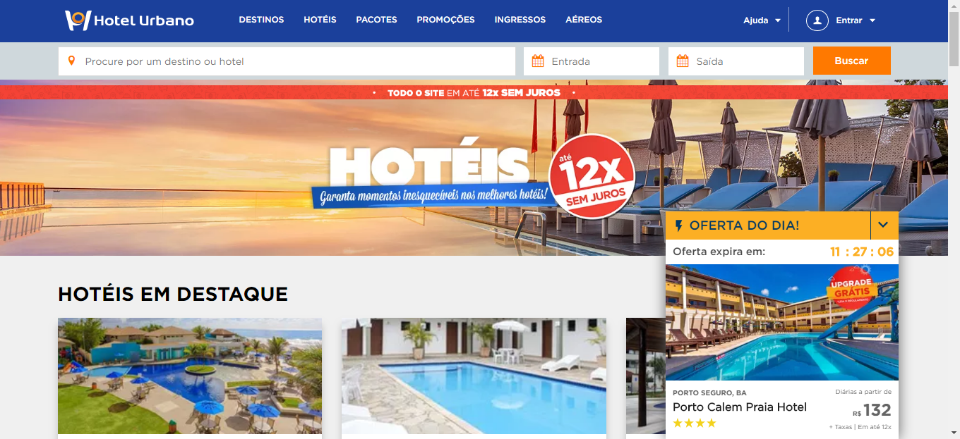 Hotel Urbano
DESTINOS HOTÉIS PACOTES PROMOÇÕES INGRESSOS AÉREOS
Ajuda Entrar
Procure por um destino ou hotel
Entrada
Saída
Buscar
• TODO O SITE EM ATÉ 12x SEM JUROS •
HOTÉIS
Garanta momentos inesquecíveis nos melhores hotéis!
até
12x
SEM JUROS
OFERTA DO DIA!
Oferta expira em: 11 : 27 : 06
UPGRADE
GRÁTIS
HOTÉIS EM DESTAQUE
PORTO SEGURO, BA
Diárias a partir de
Porto Calem Praia Hotel
R$ 132
+ Taxas | Em até 12x